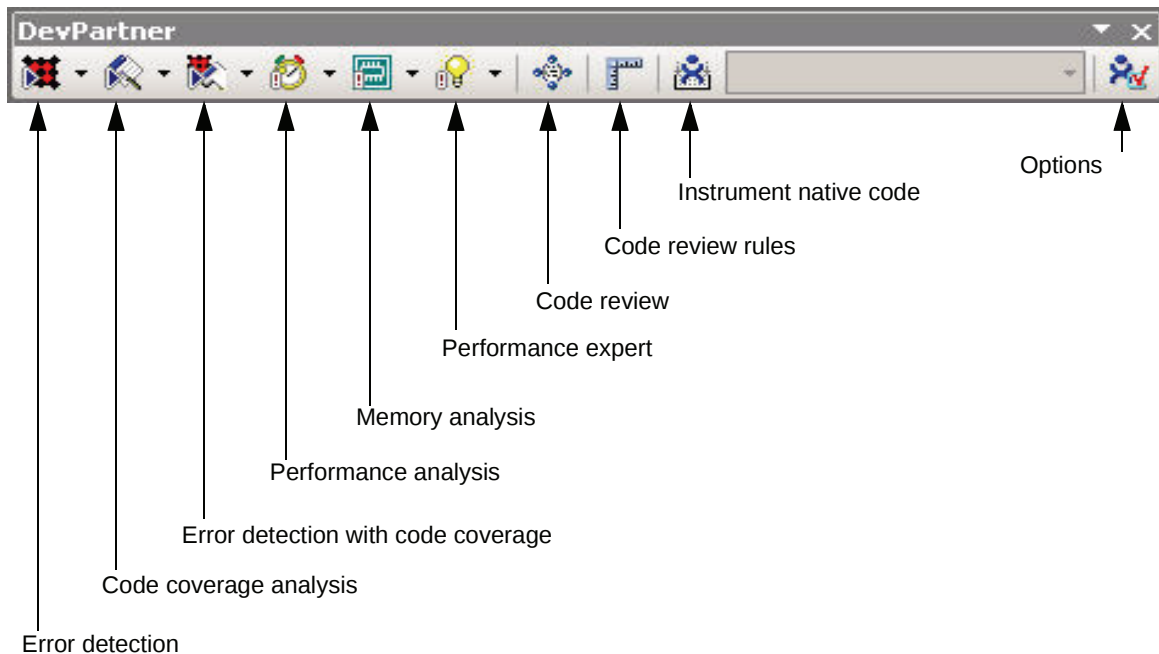 DevPartner
Options
Instrument native code
Code review rules
Code review
Performance expert
Memory analysis
Performance analysis
Error detection with code coverage
Code coverage analysis
Error detection